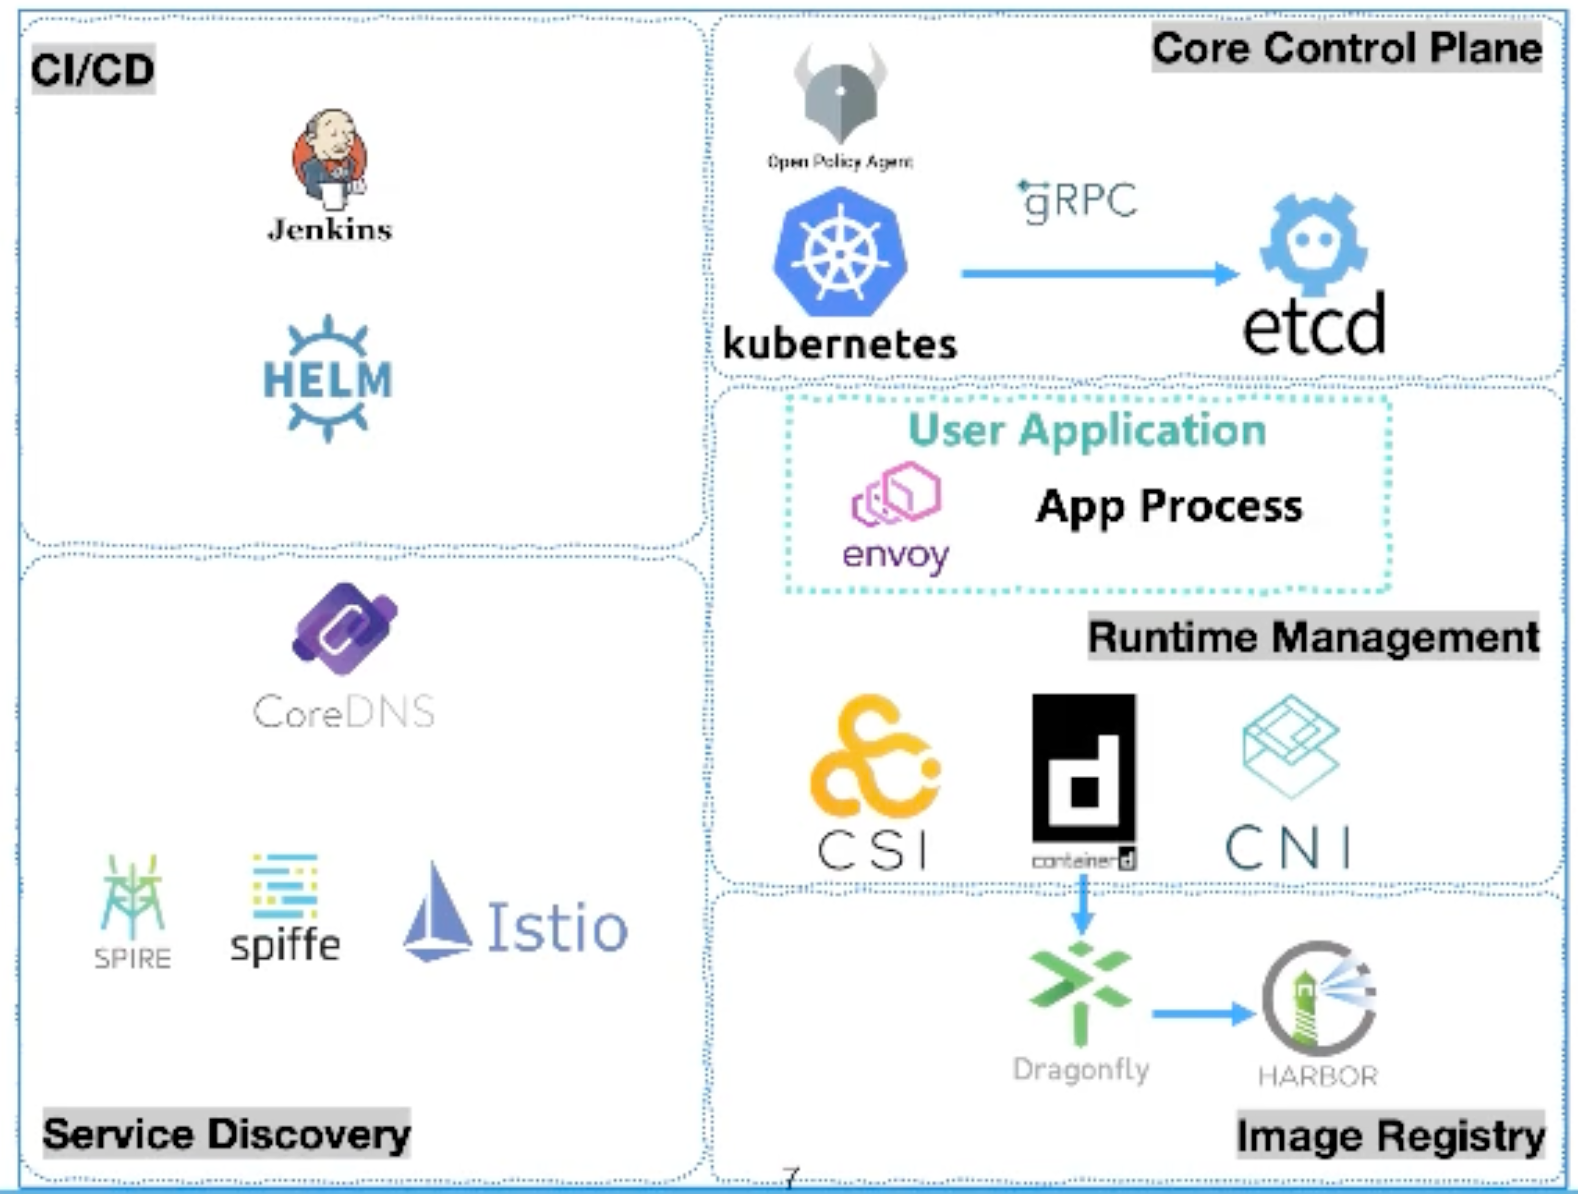 CI/CD
Jenkins
HELM
Core Control Plane
Open Policy Agent
gRPC
kubernetes
etcd
User Application
envoy
App Process
Runtime Management
CSI
containerd
CNI
CoreDNS
SPIRE
spiffe
Istio
Service Discovery
Dragonfly
HARBOR
Image Registry
7